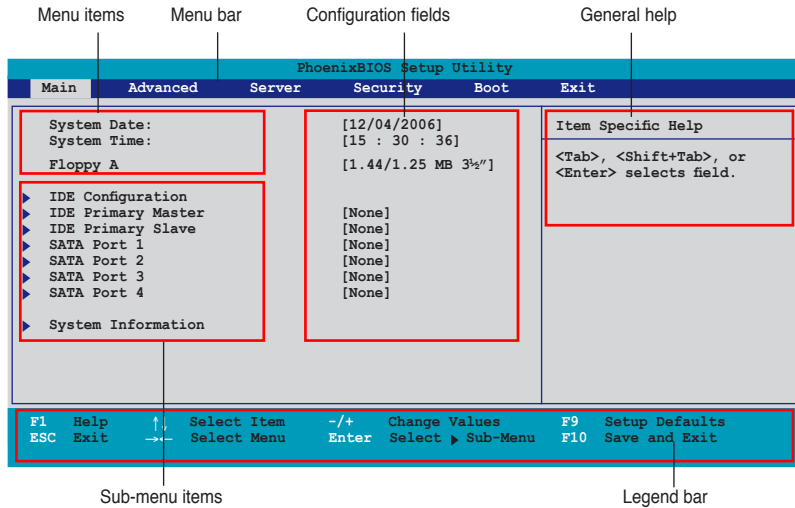 Menu items Menu bar Configuration fields General help
PhoenixBIOS Setup Utility
Main Advanced Server Security Boot Exit
System Date: [12/04/2006] Item Specific Help
System Time: [15 : 30 : 36]
Floppy A [1.44/1.25 MB 3½"] <Tab>, <Shift+Tab>, or
<Enter> selects field.
IDE Configuration
IDE Primary Master [None]
IDE Primary Slave [None]
SATA Port 1 [None]
SATA Port 2 [None]
SATA Port 3 [None]
SATA Port 4 [None]
System Information
F1 Help ↑↓ Select Item -/+ Change Values F9 Setup Defaults
ESC Exit →← Select Menu Enter Select ▶ Sub-Menu F10 Save and Exit
Sub-menu items Legend bar